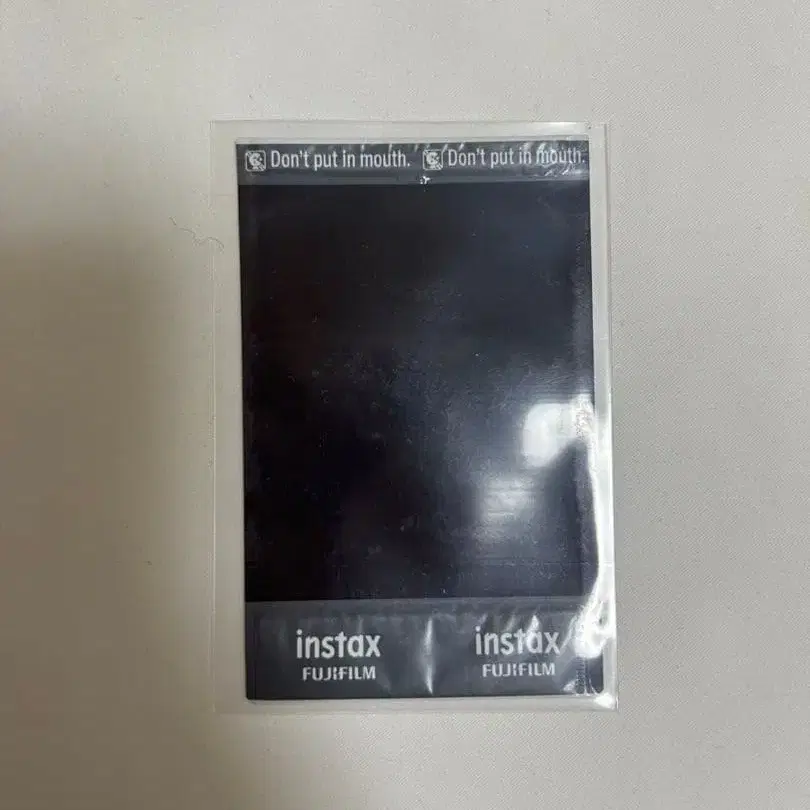 Don't put in mouth. Don't put in mouth.
instax instax
FUJIFILM FUJIFILM